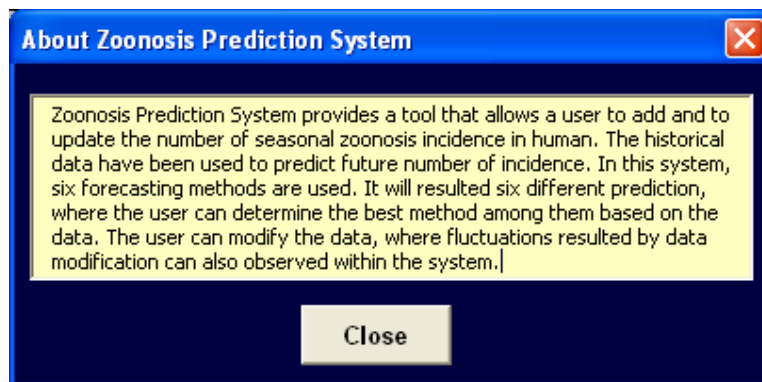 About Zoonosis Prediction System
Zoonosis Prediction System provides a tool that allows a user to add and to
update the number of seasonal zoonosis incidence in human. The historical
data have been used to predict future number of incidence. In this system,
six forecasting methods are used. It will resulted six different prediction,
where the user can determine the best method among them based on the
data. The user can modify the data, where fluctuations resulted by data
modification can also observed within the system.
Close